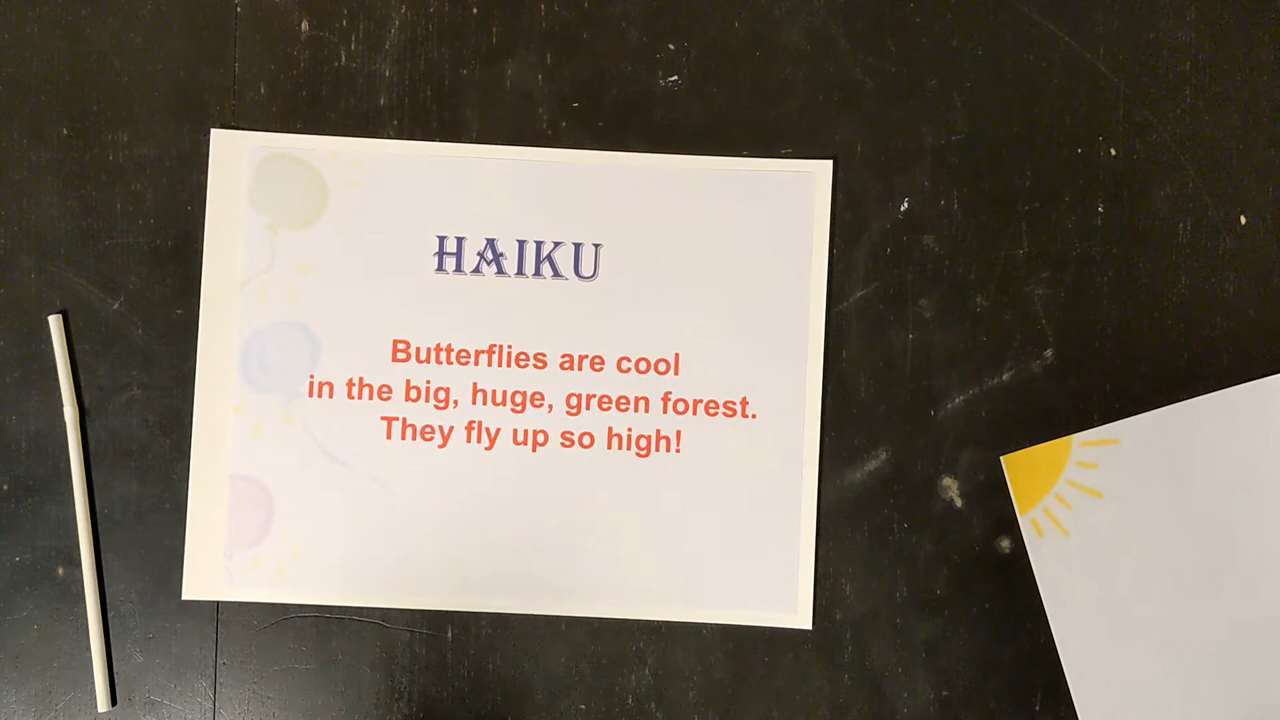 HAIKU
Butterflies are cool
in the big, huge, green forest.
They fly up so high!